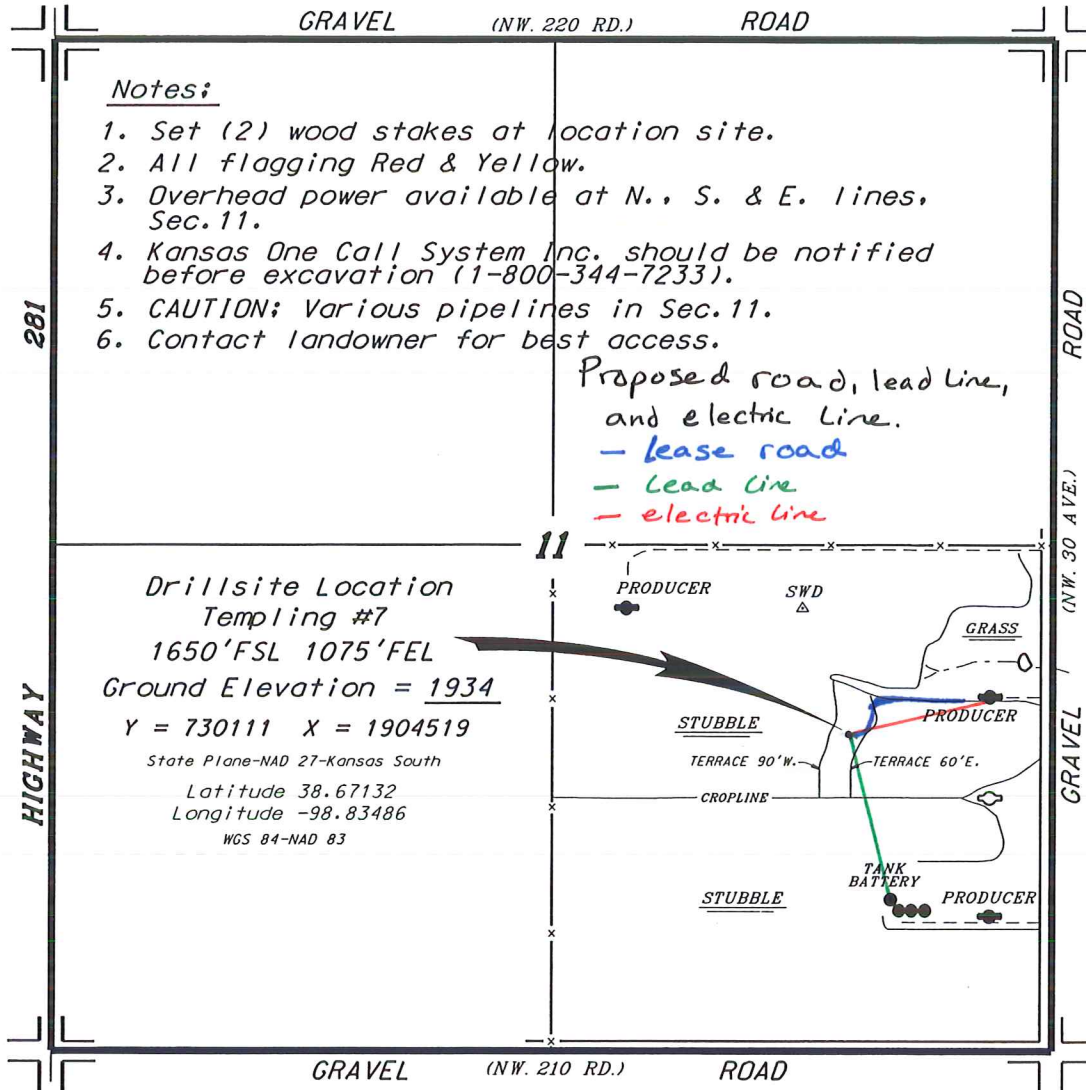 GRAVEL (NW. 220 RD.) ROAD
Notes:
1. Set (2) wood stakes at location site.
2. All flagging Red & Yellow.
3. Overhead power available at N., S. & E. lines,
Sec.11.
4. Kansas One Call System Inc. should be notified
before excavation (1-800-344-7233).
5. CAUTION: Various pipelines in Sec.11.
6. Contact landowner for best access.
Proposed road, lead Line,
and electric Line.
— lease road
— Lead Line
— electric Line
281
HIGHWAY
ROAD
(NW. 30 AVE.)
GRAVEL
11
Drillsite Location
Templing #7
1650'FSL 1075'FEL
Ground Elevation = 1934
Y = 730111 X = 1904519
State Plane-NAD 27-Kansas South
Latitude 38.67132
Longitude -98.83486
WGS 84-NAD 83
PRODUCER
SWD
GRASS
STUBBLE
PRODUCER
TERRACE 90'W.
TERRACE 60'E.
CROPLINE
TANK
BATTERY
STUBBLE
PRODUCER
GRAVEL (NW. 210 RD.) ROAD